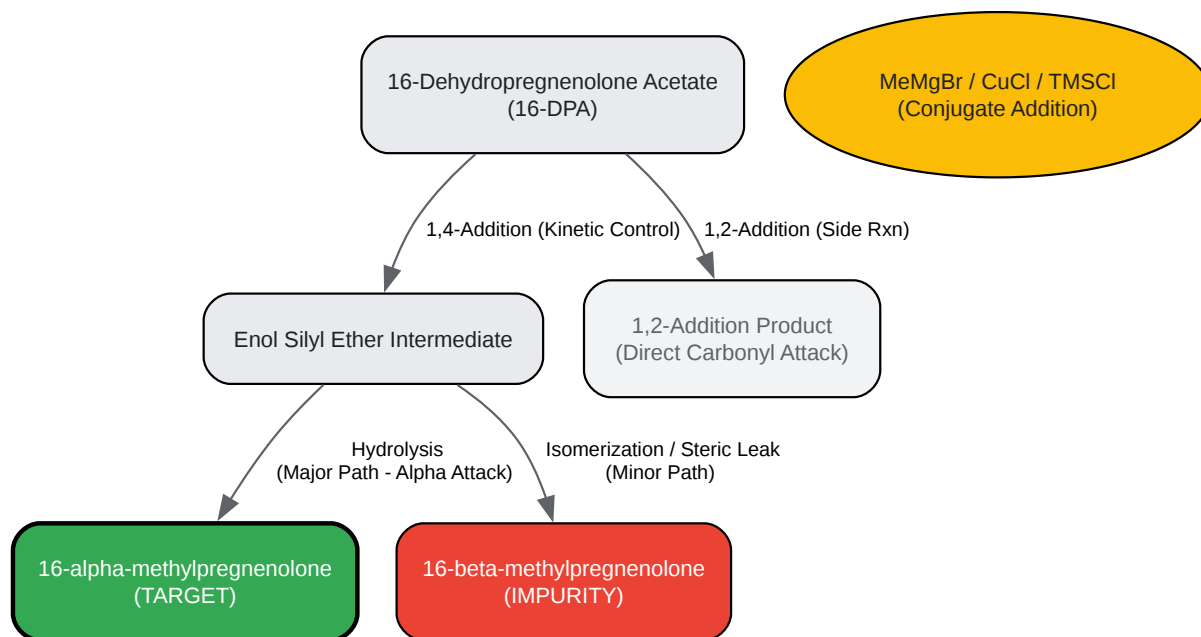 16-Dehydropregnenolone Acetate
(16-DPA)
MeMgBr / CuCl / TMSCl
(Conjugate Addition)
1,4-Addition (Kinetic Control)
1,2-Addition (Side Rxn)
Enol Silyl Ether Intermediate
1,2-Addition Product
(Direct Carbonyl Attack)
Hydrolysis
(Major Path - Alpha Attack)
Isomerization / Steric Leak
(Minor Path)
16-alpha-methylpregnenolone
(TARGET)
16-beta-methylpregnenolone
(IMPURITY)